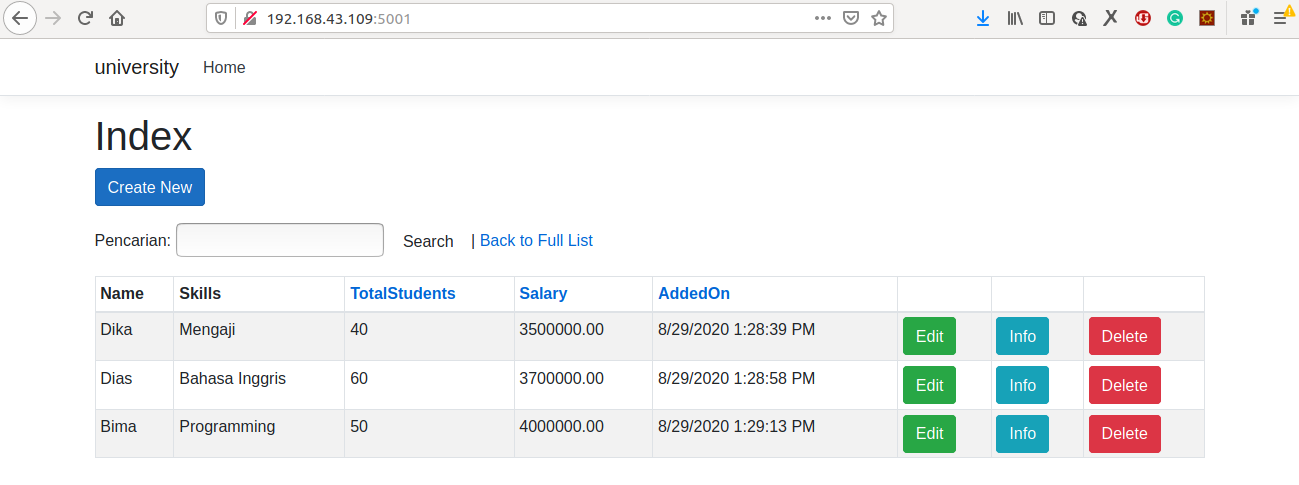 192.168.43.109:5001
university Home
Index
Create New
Pencarian: Search | Back to Full List
Name Skills TotalStudents Salary AddedOn
Dika Mengaji 40 3500000.00 8/29/2020 1:28:39 PM Edit Info Delete
Dias Bahasa Inggris 60 3700000.00 8/29/2020 1:28:58 PM Edit Info Delete
Bima Programming 50 4000000.00 8/29/2020 1:29:13 PM Edit Info Delete